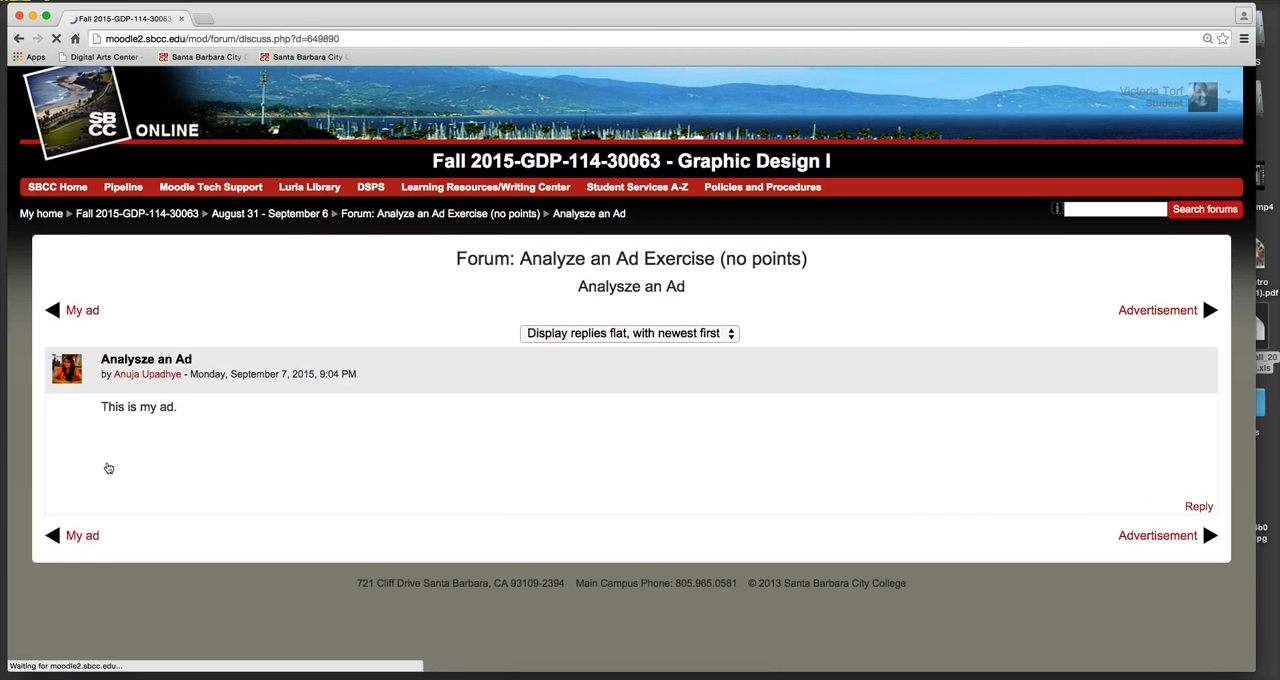 Fall 2015-GDP-114-30063
moodle2.sbcc.edu/mod/forum/discuss.php?d=649890
Apps Digital Arts Center Santa Barbara City Santa Barbara City
Victoria Torf
Student
SB
CC ONLINE
Fall 2015-GDP-114-30063 - Graphic Design I
SBCC Home Pipeline Moodle Tech Support Luria Library DSPS Learning Resources/Writing Center Student Services A-Z Policies and Procedures
My home Fall 2015-GDP-114-30063 August 31 - September 6 Forum: Analyze an Ad Exercise (no points) Analysze an Ad Search forums
Forum: Analyze an Ad Exercise (no points)
Analysze an Ad
My ad Advertisement
Display replies flat, with newest first
Analysze an Ad
by Anuja Upadhye - Monday, September 7, 2015, 9:04 PM
This is my ad.
Reply
My ad Advertisement
721 Cliff Drive Santa Barbara, CA 93109-2394 Main Campus Phone: 805.965.0581 © 2013 Santa Barbara City College
Waiting for moodle2.sbcc.edu...